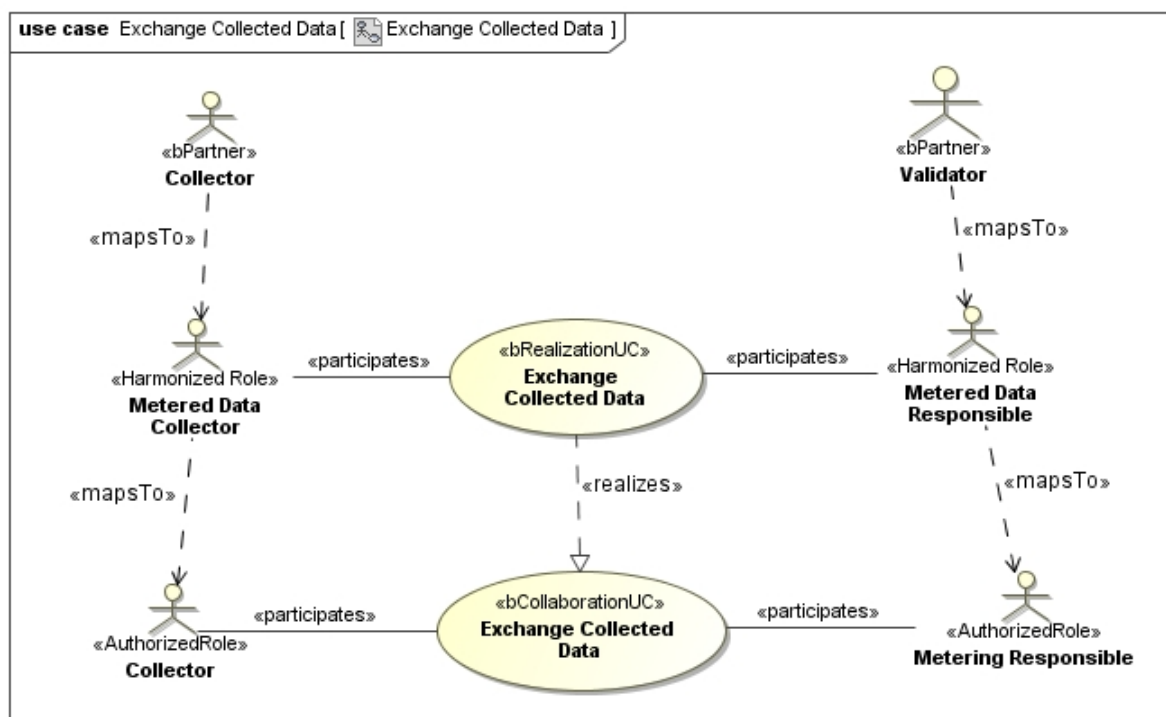 use case Exchange Collected Data [ Exchange Collected Data ]
«bPartner»
Collector
«bPartner»
Validator
«mapsTo»
«mapsTo»
«Harmonized Role»
Metered Data
Collector
«participates»
«bRealizationUC»
Exchange
Collected Data
«participates»
«Harmonized Role»
Metered Data
Responsible
«mapsTo»
«realizes»
«mapsTo»
«AuthorizedRole»
Collector
«participates»
«bCollaborationUC»
Exchange Collected
Data
«participates»
«AuthorizedRole»
Metering Responsible